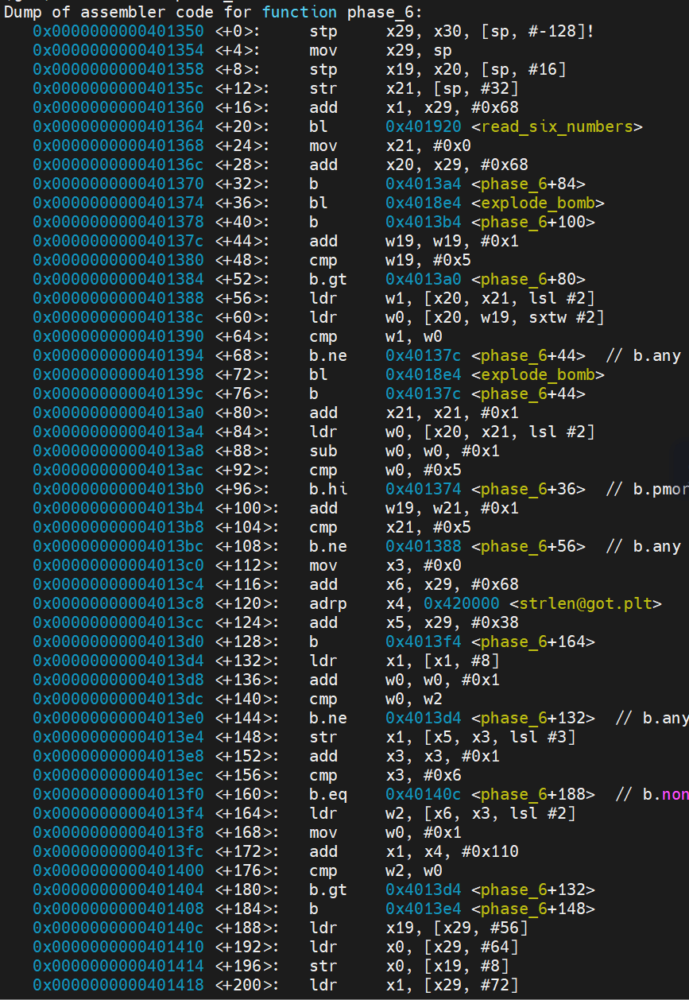 Dump of assembler code for function phase_6:
0x0000000000401350 <+0>: stp x29, x30, [sp, #-128]!
0x0000000000401354 <+4>: mov x29, sp
0x0000000000401358 <+8>: stp x19, x20, [sp, #16]
0x000000000040135c <+12>: str x21, [sp, #32]
0x0000000000401360 <+16>: add x1, x29, #0x68
0x0000000000401364 <+20>: bl 0x401920 <read_six_numbers>
0x0000000000401368 <+24>: mov x21, #0x0
0x000000000040136c <+28>: add x20, x29, #0x68
0x0000000000401370 <+32>: b 0x4013a4 <phase_6+84>
0x0000000000401374 <+36>: bl 0x4018e4 <explode_bomb>
0x0000000000401378 <+40>: b 0x4013b4 <phase_6+100>
0x000000000040137c <+44>: add w19, w19, #0x1
0x0000000000401380 <+48>: cmp w19, #0x5
0x0000000000401384 <+52>: b.gt 0x4013a0 <phase_6+80>
0x0000000000401388 <+56>: ldr w1, [x20, x21, lsl #2]
0x000000000040138c <+60>: ldr w0, [x20, w19, sxtw #2]
0x0000000000401390 <+64>: cmp w1, w0
0x0000000000401394 <+68>: b.ne 0x40137c <phase_6+44> // b.any
0x0000000000401398 <+72>: bl 0x4018e4 <explode_bomb>
0x000000000040139c <+76>: b 0x40137c <phase_6+44>
0x00000000004013a0 <+80>: add x21, x21, #0x1
0x00000000004013a4 <+84>: ldr w0, [x20, x21, lsl #2]
0x00000000004013a8 <+88>: sub w0, w0, #0x1
0x00000000004013ac <+92>: cmp w0, #0x5
0x00000000004013b0 <+96>: b.hi 0x401374 <phase_6+36> // b.pmor
0x00000000004013b4 <+100>: add w19, w21, #0x1
0x00000000004013b8 <+104>: cmp x21, #0x5
0x00000000004013bc <+108>: b.ne 0x401388 <phase_6+56> // b.any
0x00000000004013c0 <+112>: mov x3, #0x0
0x00000000004013c4 <+116>: add x6, x29, #0x68
0x00000000004013c8 <+120>: adrp x4, 0x420000 <strlen@got.plt>
0x00000000004013cc <+124>: add x5, x29, #0x38
0x00000000004013d0 <+128>: b 0x4013f4 <phase_6+164>
0x00000000004013d4 <+132>: ldr x1, [x1, #8]
0x00000000004013d8 <+136>: add w0, w0, #0x1
0x00000000004013dc <+140>: cmp w0, w2
0x00000000004013e0 <+144>: b.ne 0x4013d4 <phase_6+132> // b.any
0x00000000004013e4 <+148>: str x1, [x5, x3, lsl #3]
0x00000000004013e8 <+152>: add x3, x3, #0x1
0x00000000004013ec <+156>: cmp x3, #0x6
0x00000000004013f0 <+160>: b.eq 0x40140c <phase_6+188> // b.non
0x00000000004013f4 <+164>: ldr w2, [x6, x3, lsl #2]
0x00000000004013f8 <+168>: mov w0, #0x1
0x00000000004013fc <+172>: add x1, x4, #0x110
0x0000000000401400 <+176>: cmp w2, w0
0x0000000000401404 <+180>: b.gt 0x4013d4 <phase_6+132>
0x0000000000401408 <+184>: b 0x4013e4 <phase_6+148>
0x000000000040140c <+188>: ldr x19, [x29, #56]
0x0000000000401410 <+192>: ldr x0, [x29, #64]
0x0000000000401414 <+196>: str x0, [x19, #8]
0x0000000000401418 <+200>: ldr x1, [x29, #72]